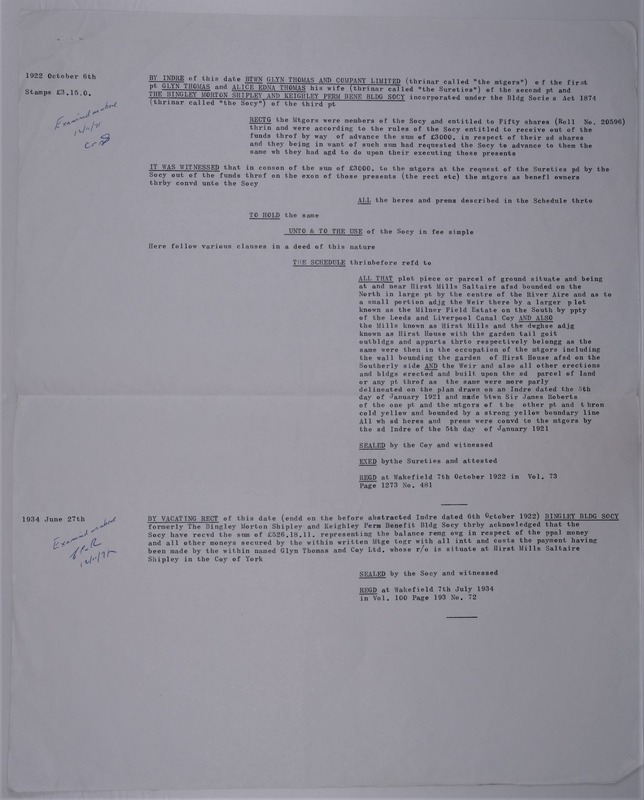 1922 October 6th
Stamps £3.15.0.
Examined
BY INDRE of this date BTWN GLYN THOMAS AND COMPANY LIMITED (thrinar called "the mtgors") of the first
pt GLYN THOMAS and ALICE EDNA THOMAS his wife (thrinar called "the Sureties") of the second pt and
THE BINGLEY MORTON SHIPLEY AND KEIGHLEY PERM BENE BLDG SOCY incorporated under the Bldg Socies Act 1874
(thrinar called "the Socy") of the third pt
RECTG the Mtgors were members of the Socy and entitled to Fifty shares (Roll No. 20596)
thrin and were according to the rules of the Socy entitled to receive out of the
funds throf by way of advance the sum of £3000. in respect of their sd shares
and they being in want of such sum had requested the Socy to advance to them the
same wh they had agd to do upon their executing those presents
IT WAS WITNESSED that in conson of the sum of £3000. to the mtgors at the request of the Sureties pd by the
Socy out of the funds throf on the exon of those presents (the rect etc) the mtgors as benefl owners
thrby convd unto the Socy
ALL the heres and prems described in the Schedule thrto
TO HOLD the same
UNTO & TO THE USE of the Socy in fee simple
Here follow various clauses in a deed of this nature
THE SCHEDULE thrinbefore refd to
ALL THAT plot piece or parcel of ground situate and being
at and near Hirst Mills Saltaire afsd bounded on the
North in large pt by the centre of the River Aire and as to
a small portion adjg the Weir there by a larger plot
known as the Milner Field Estate on the South by ppty
of the Leeds and Liverpool Canal Coy AND ALSO
the Mills known as Hirst Mills and the dwghse adjg
known as Hirst House with the garden tail goit
outbldgs and appurts thrto respectively belongg as the
same were then in the occupation of the mtgors including
the wall bounding the garden of Hirst House afsd on the
Southerly side AND the Weir and also all other erections
and bldgs erected and built upon the sd parcel of land
or any pt throf as the same were more parly
delineated on the plan drawn on an Indre dated the 5th
day of January 1921 and made btwn Sir James Roberts
of the one pt and the mtgors of the other pt and thron
cold yellow and bounded by a strong yellow boundary line
All wh sd heres and prems were convd to the mtgors by
the sd Indre of the 5th day of January 1921
SEALED by the Coy and witnessed
EXED bythe Sureties and attested
REGD at Wakefield 7th October 1922 in Vol. 73
Page 1273 No. 481
1934 June 27th
Examined
BY VACATING RECT of this date (endd on the before abstracted Indre dated 6th October 1922) BINGLEY BLDG SOCY
formerly The Bingley Morton Shipley and Keighley Perm Benefit Bldg Socy thrby acknowledged that the
Socy have recvd the sum of £526.18.11. representing the balance remg owg in respect of the ppal money
and all other moneys secured by the within written Mtge togr with all intt and costs the payment having
been made by the within named Glyn Thomas and Coy Ltd. whose r/o is situate at Hirst Mills Saltaire
Shipley in the Coy of York
SEALED by the Socy and witnessed
REGD at Wakefield 7th July 1934
in Vol. 100 Page 193 No. 72